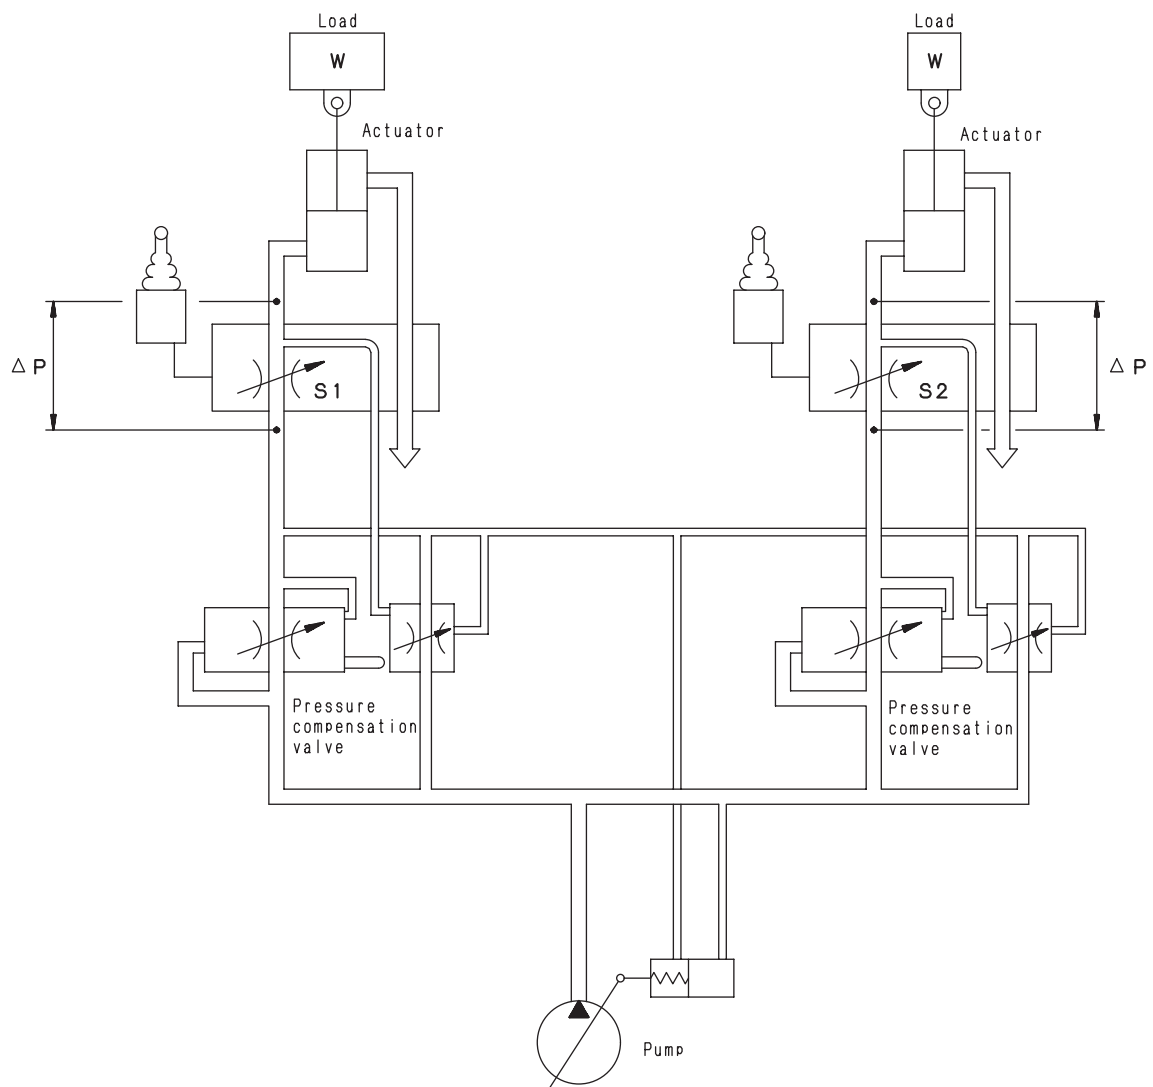 Load
Load
W
W
Actuator
Actuator
△ P
△ P
S1
S2
Pressure
compensation
valve
Pressure
compensation
valve
Pump